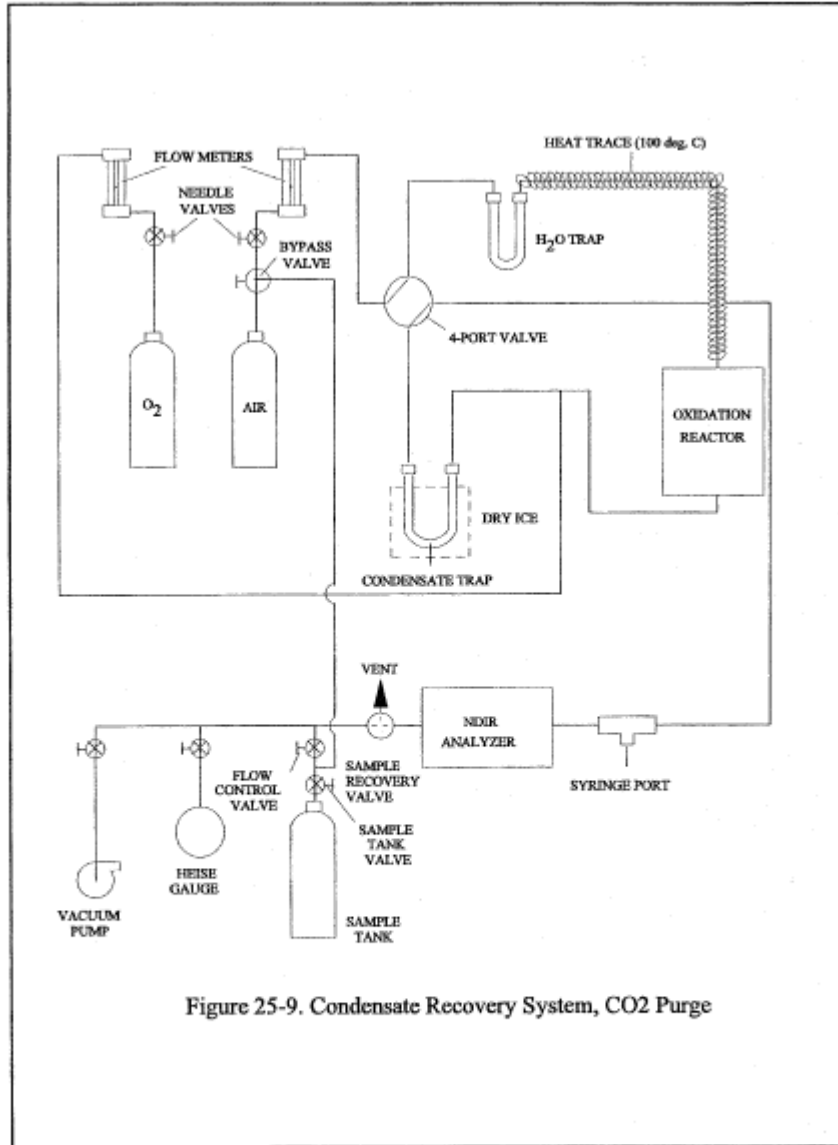 HEAT TRACE (100 deg, C)
FLOW METERS
NEEDLE
VALVES
H2O TRAP
BYPASS
VALVE
4-PORT VALVE
O2
AIR
OXIDATION
REACTOR
DRY ICE
CONDENSATE TRAP
VENT
NDIR
ANALYZER
SYRINGE PORT
FLOW
CONTROL
VALVE
SAMPLE
RECOVERY
VALVE
SAMPLE
TANK
VALVE
HEISE
GAUGE
VACUUM
PUMP
SAMPLE
TANK
Figure 25-9. Condensate Recovery System, CO2 Purge